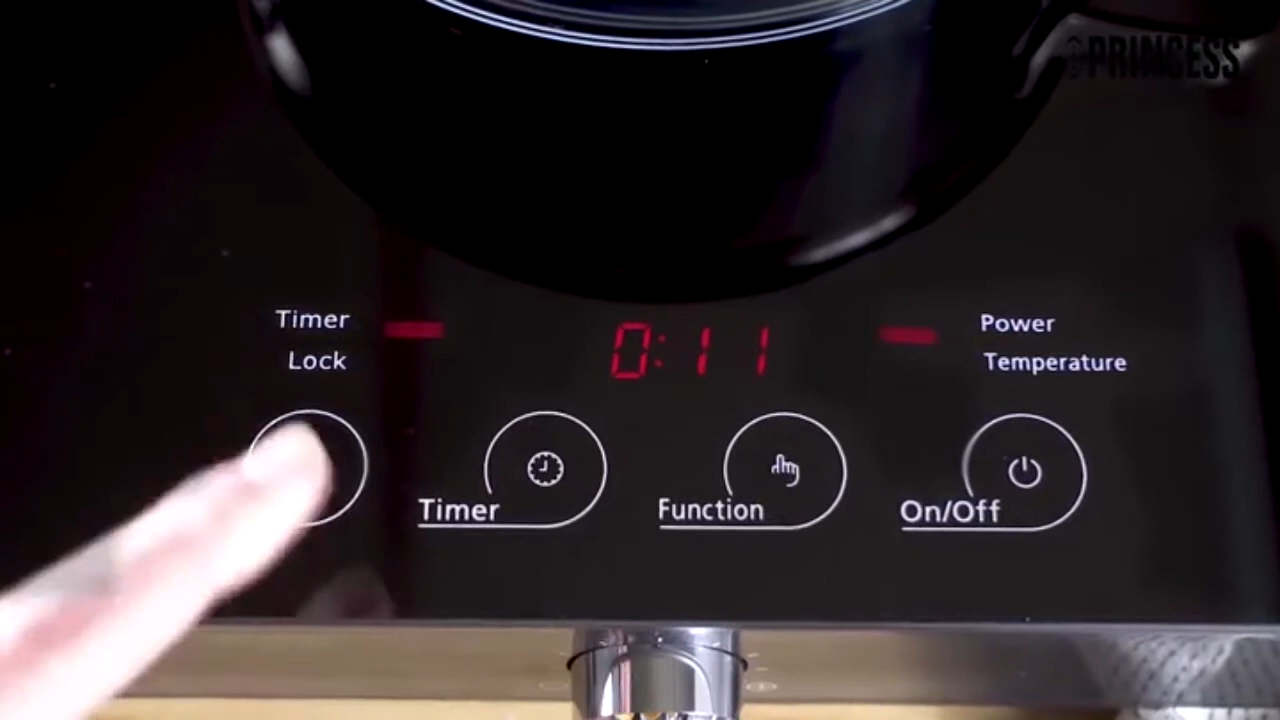 PRINCESS
Timer
0:11
Power
Lock
Temperature
Timer
Function
On/Off